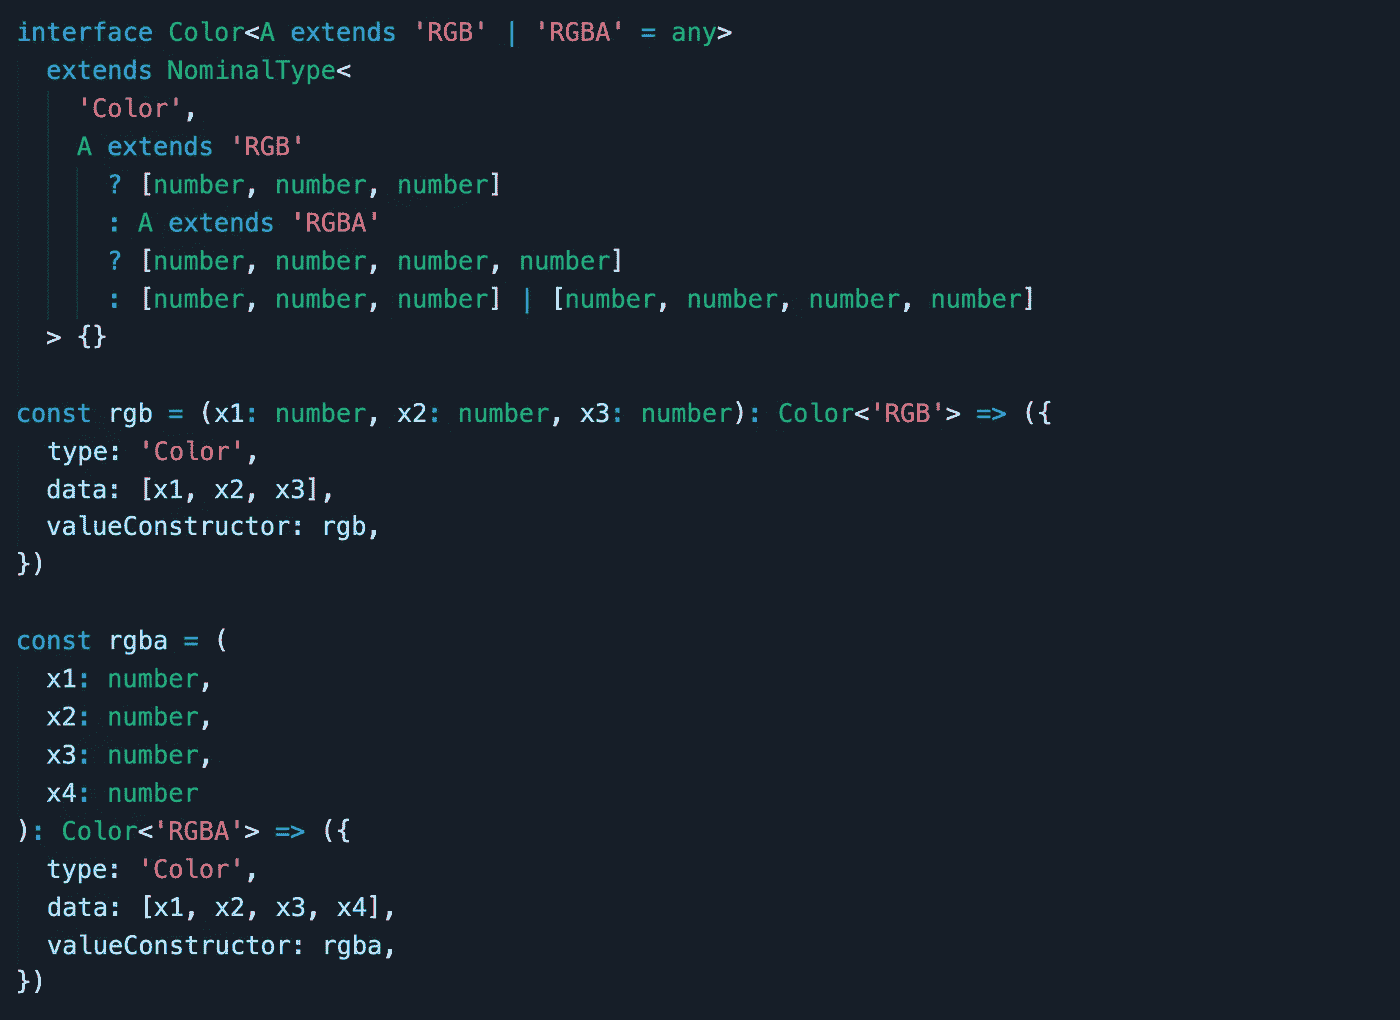 interface Color<A extends 'RGB' | 'RGBA' = any>
  extends NominalType<
    'Color',
    A extends 'RGB'
      ? [number, number, number]
      : A extends 'RGBA'
      ? [number, number, number, number]
      : [number, number, number] | [number, number, number, number]
  > {}

const rgb = (x1: number, x2: number, x3: number): Color<'RGB'> => ({
  type: 'Color',
  data: [x1, x2, x3],
  valueConstructor: rgb,
})

const rgba = (
  x1: number,
  x2: number,
  x3: number,
  x4: number
): Color<'RGBA'> => ({
  type: 'Color',
  data: [x1, x2, x3, x4],
  valueConstructor: rgba,
})